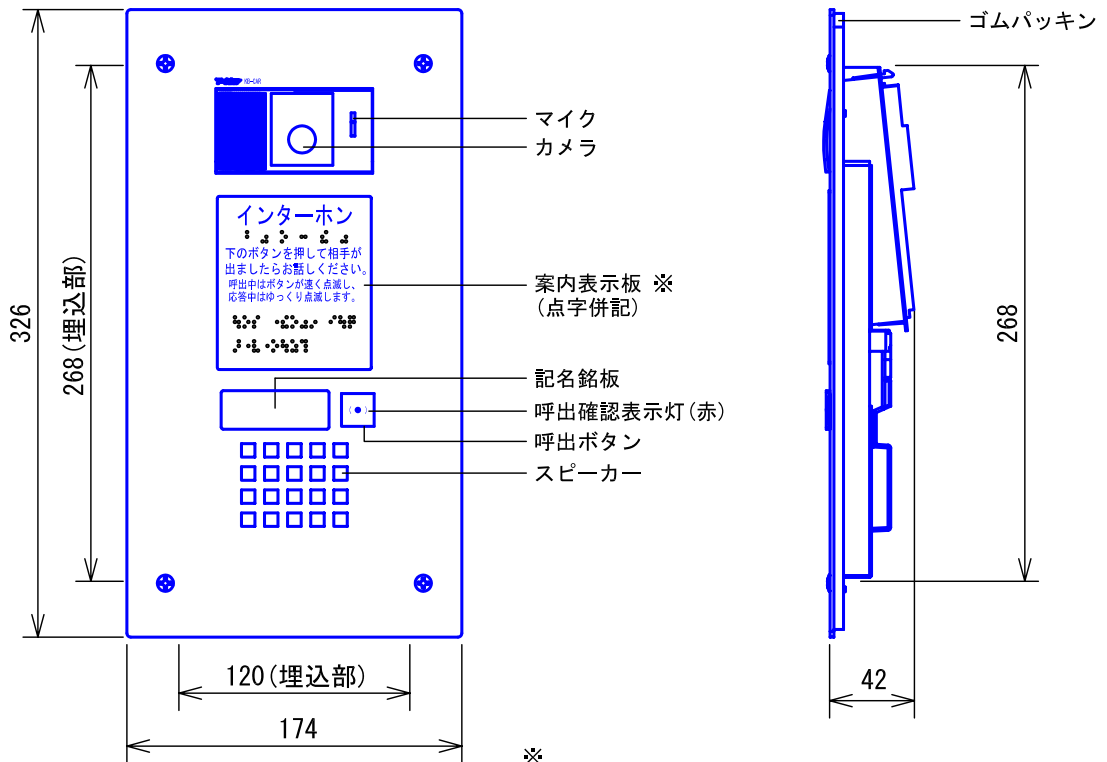 ゴムパッキン
KEI-CAR
マイク
カメラ
インターホン
下のボタンを押して相手が
出ましたらお話しください。
呼出中はボタンが速く点滅し、
応答中はゆっくり点滅します。
案内表示板 ※
(点字併記)
326
268(埋込部)
268
記名銘板
呼出確認表示灯(赤)
呼出ボタン
スピーカー
120(埋込部)
174
42
※